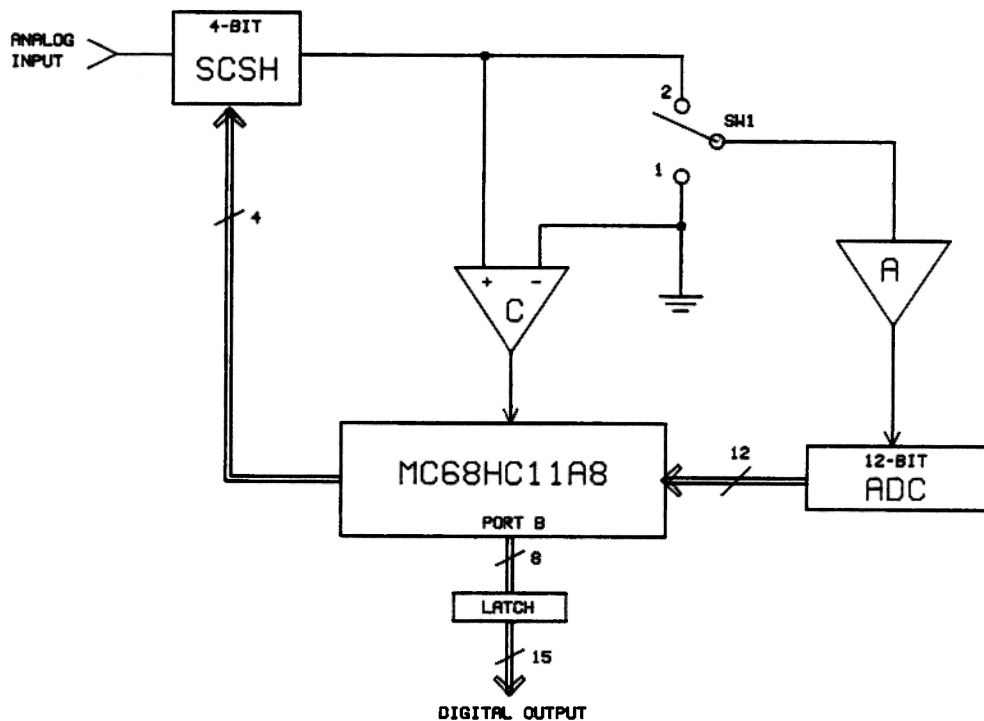 ANALOG
INPUT
4-BIT
SCSH
2
SW1
1
4
A
+ -
C
MC68HC11A8
PORT B
12
12-BIT
ADC
8
LATCH
15
DIGITAL OUTPUT